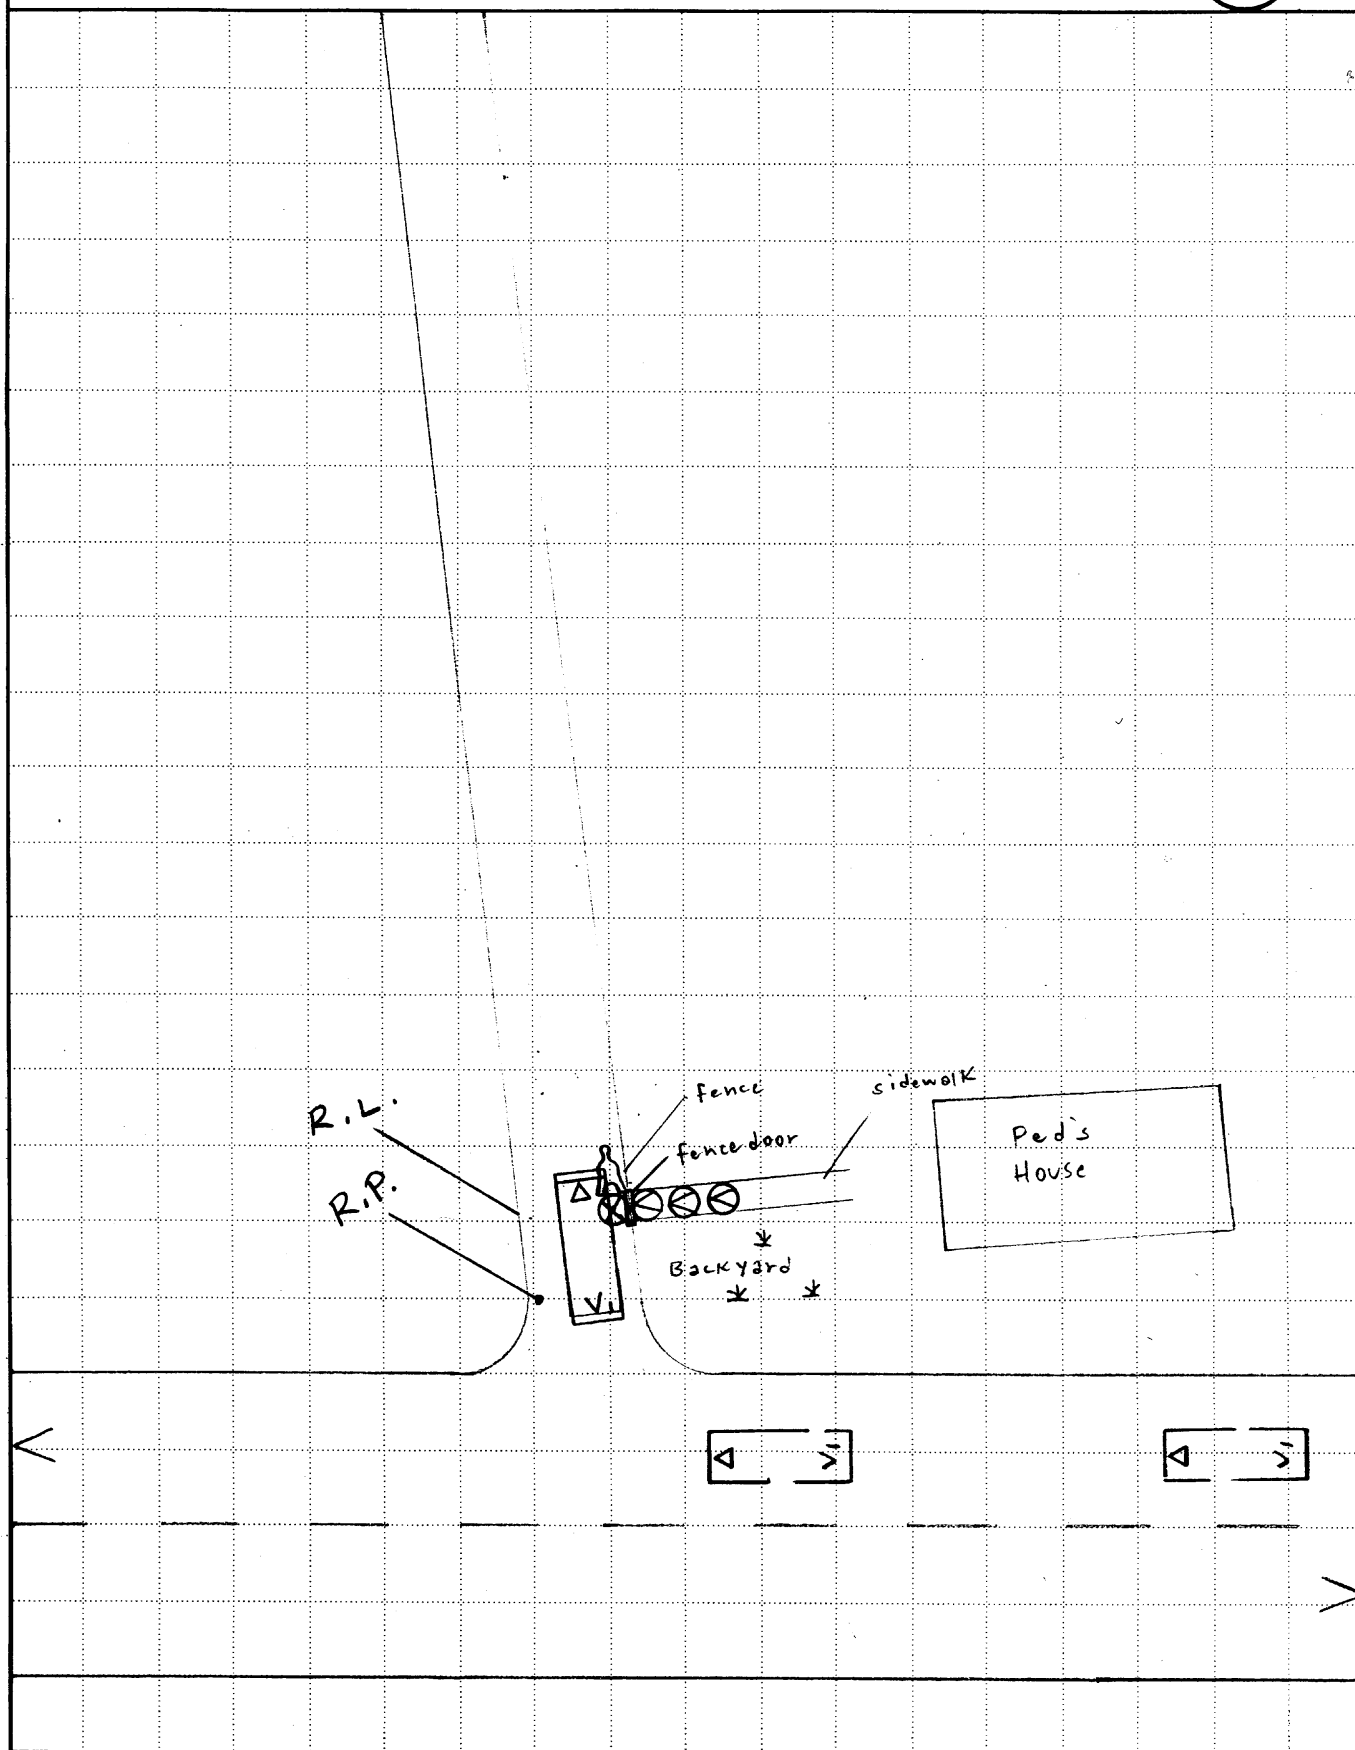 fence
sidewalk
R.L.
fence door
Ped's
House
R.P.
Backyard
V1
V1
V1